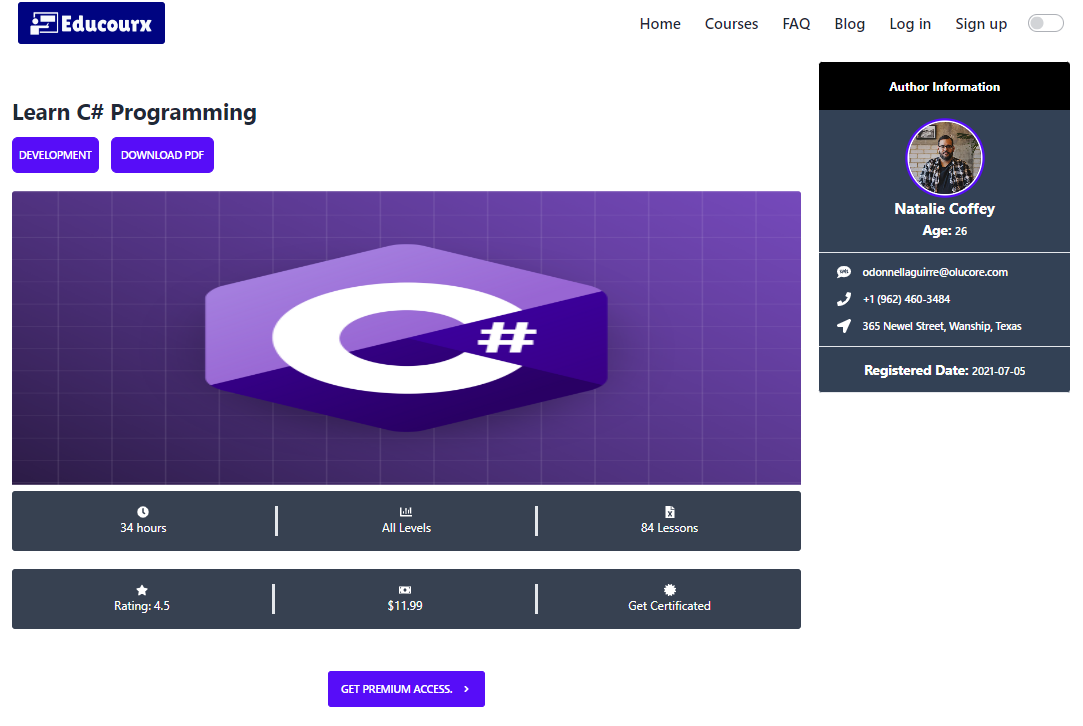 Educourx
Home Courses FAQ Blog Log in Sign up
Learn C# Programming
DEVELOPMENT DOWNLOAD PDF
C#
34 hours All Levels 84 Lessons
Rating: 4.5 $11.99 Get Certificated
GET PREMIUM ACCESS. >
Author Information
Natalie Coffey
Age: 26
odonnellaguirre@olucore.com
+1 (962) 460-3484
365 Newel Street, Wanship, Texas
Registered Date: 2021-07-05